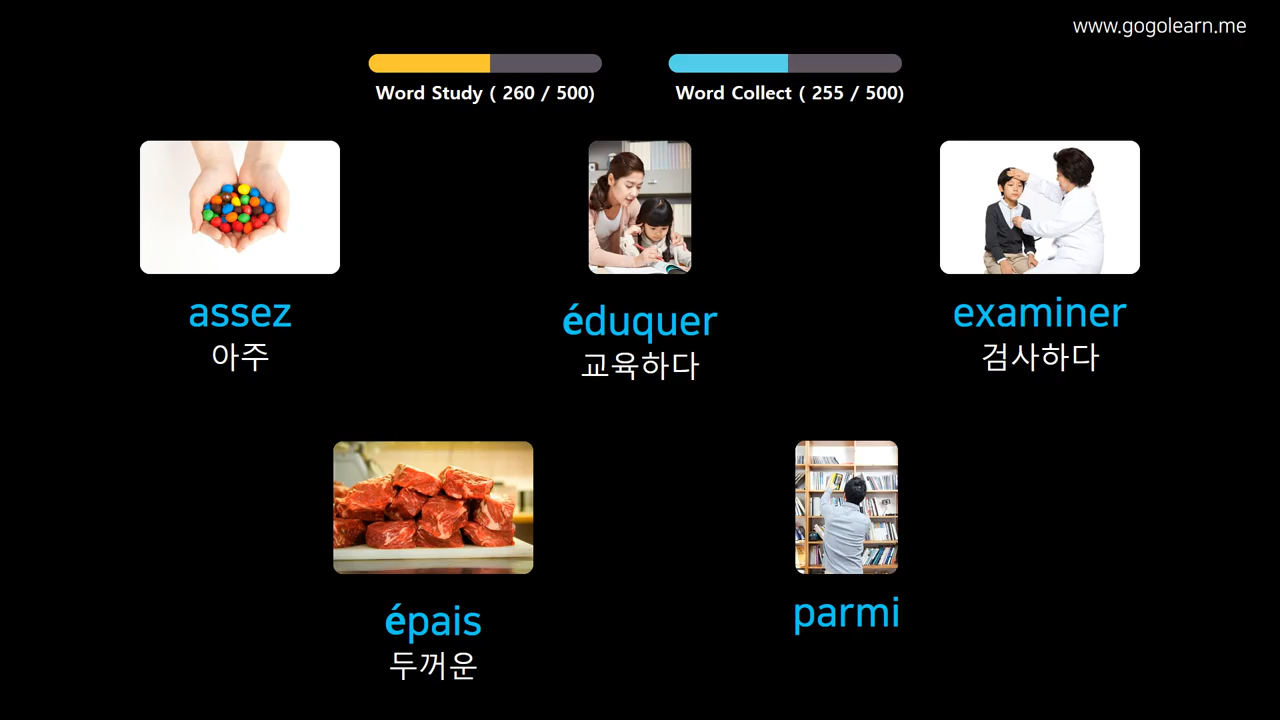 www.gogolearn.me
Word Study ( 260 / 500)
Word Collect ( 255 / 500)
assez
아주
éduquer
교육하다
examiner
검사하다
épais
두꺼운
parmi